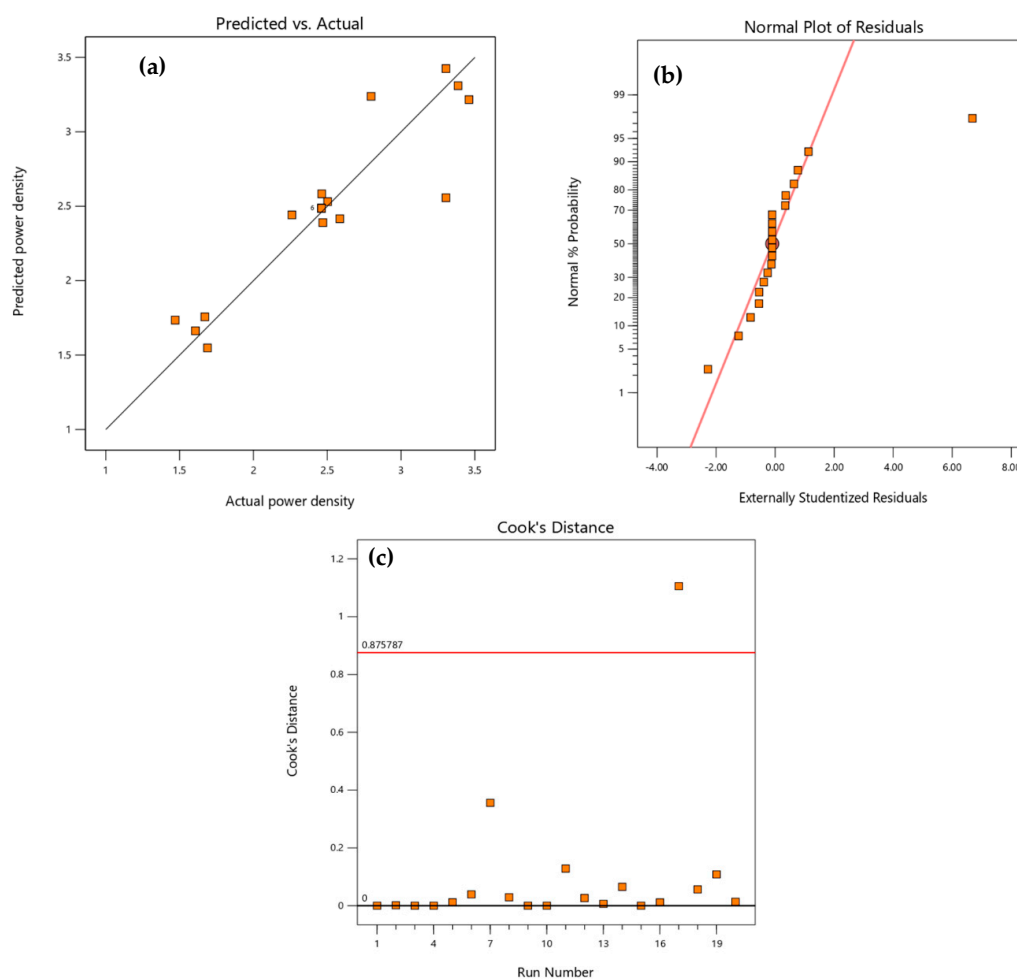 Predicted vs. Actual
(a)
3.5
3
2.5
2
1.5
1
6
Predicted power density
1 1.5 2 2.5 3 3.5
Actual power density
Normal Plot of Residuals
(b)
99
95
90
80
70
50
30
20
10
5
1
Normal % Probability
-4.00 -2.00 0.00 2.00 4.00 6.00 8.00
Externally Studentized Residuals
Cook's Distance
(c)
1.2
1
0.875787
0.8
0.6
0.4
0.2
0
0
Cook's Distance
1 4 7 10 13 16 19
Run Number